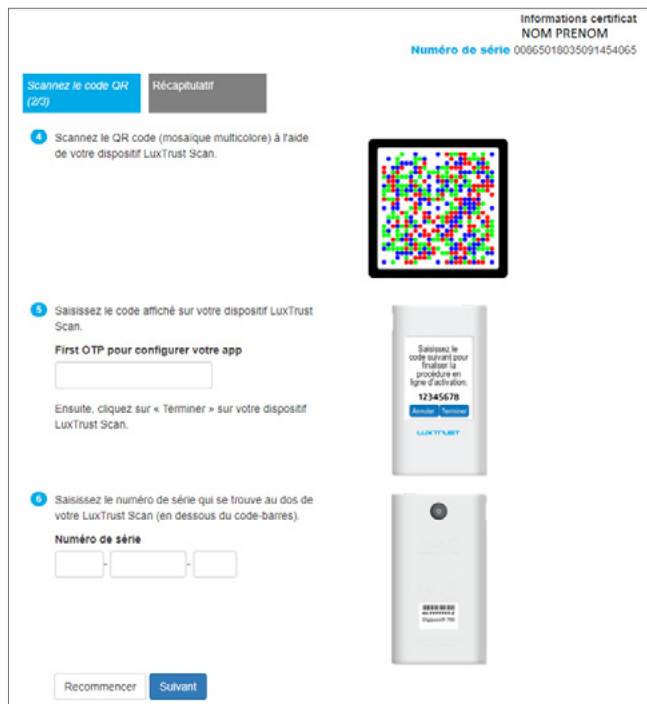 Informations certificat
NOM PRENOM
Numéro de série 00865018035091454065
Scannez le code QR
(2/3)
Récapitulatif
4 Scannez le QR code (mosaïque multicolore) à l'aide
de votre dispositif LuxTrust Scan.
5 Saisissez le code affiché sur votre dispositif LuxTrust
Scan.
First OTP pour configurer votre app
Ensuite, cliquez sur « Terminer » sur votre dispositif
LuxTrust Scan.
Saisissez le
code suivant pour
finaliser la
procédure en
ligne d'activation:
12345678
Annuler Terminer
LUXTRUST
6 Saisissez le numéro de série qui se trouve au dos de
votre LuxTrust Scan (en dessous du code-barres).
Numéro de série
- -
Recommencer Suivant